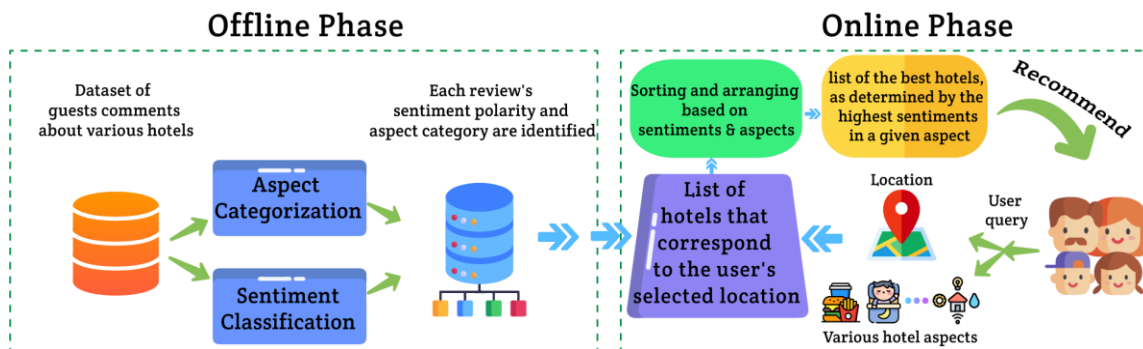 Offline Phase
Dataset of
guests comments
about various hotels
Each review's
sentiment polarity and
aspect category are identified
Aspect
Categorization
Sentiment
Classification
Online Phase
Sorting and arranging
based on
sentiments & aspects
list of the best hotels,
as determined by the
highest sentiments
in a given aspect
Recommend
List of
hotels that
correspond
to the user's
selected location
Location
User
query
Various hotel aspects